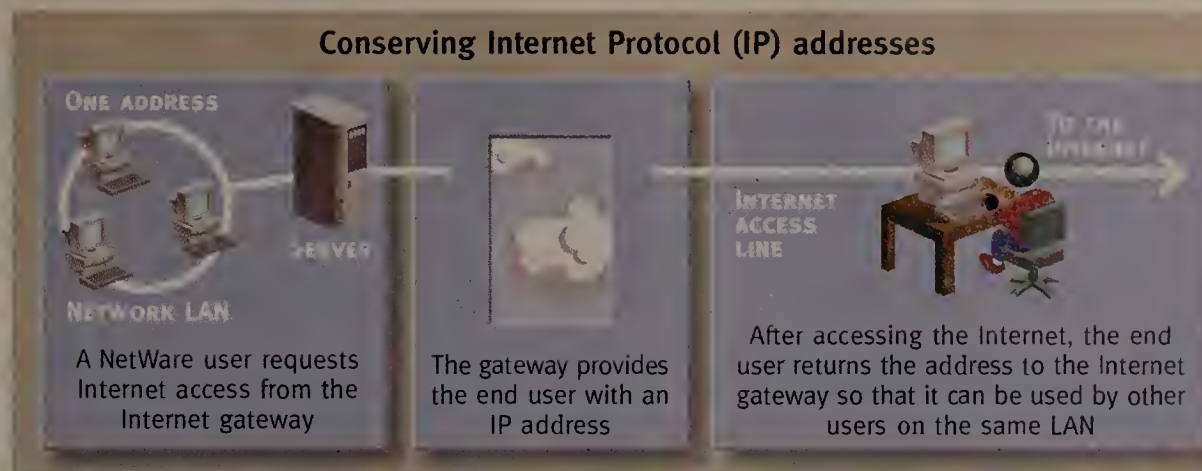 Conserving Internet Protocol (IP) addresses
ONE ADDRESS
SERVER
NETWORK LAN
A NetWare user requests
Internet access from the
Internet gateway
The gateway provides
the end user with an
IP address
TO THE
INTERNET
INTERNET
ACCESS
LINE
After accessing the Internet, the end
user returns the address to the Internet
gateway so that it can be used by other
users on the same LAN